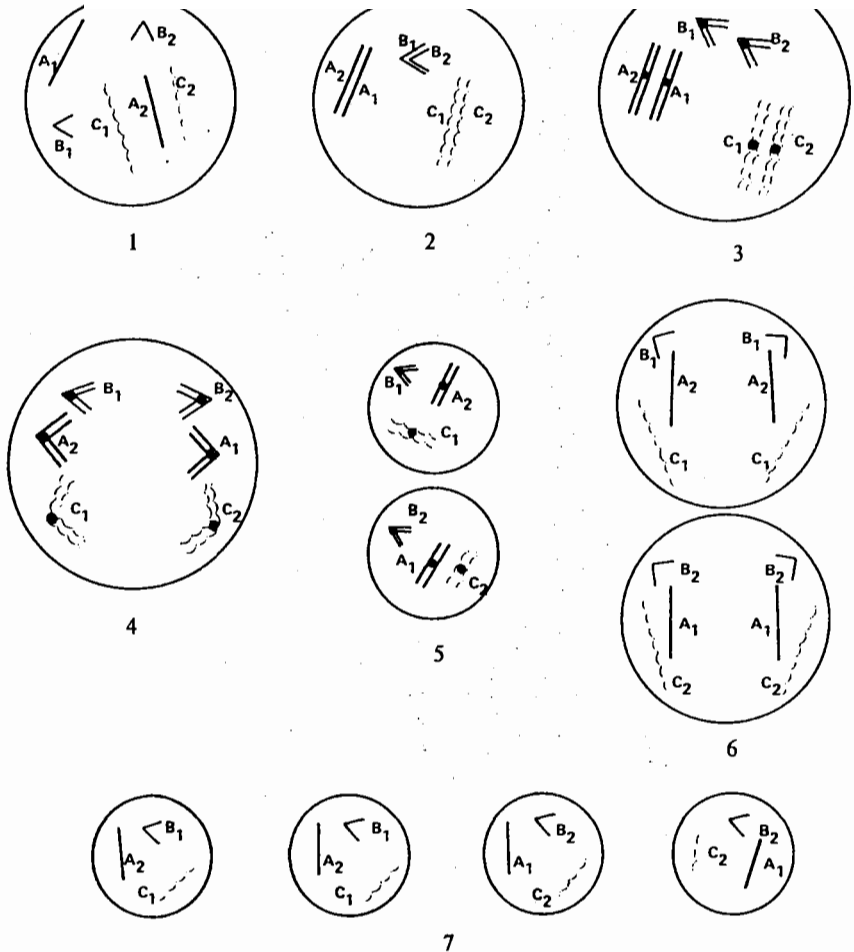 A1 B2
A2 C2
C1
B1
1
B1 B2
A2 A1
C1 C2
2
B1 B2
A2 A1
C1 C2
3
B1 B2
A2 A1
C1 C2
4
B1 A2
C1
B2
A1 C2
5
B1 B1
A2 A2
C1 C1
B2 B2
A1 A1
C2 C2
6
B1 B1 B2 B2
A2 A2 A1 C2 A1
C1 C1 C2
7